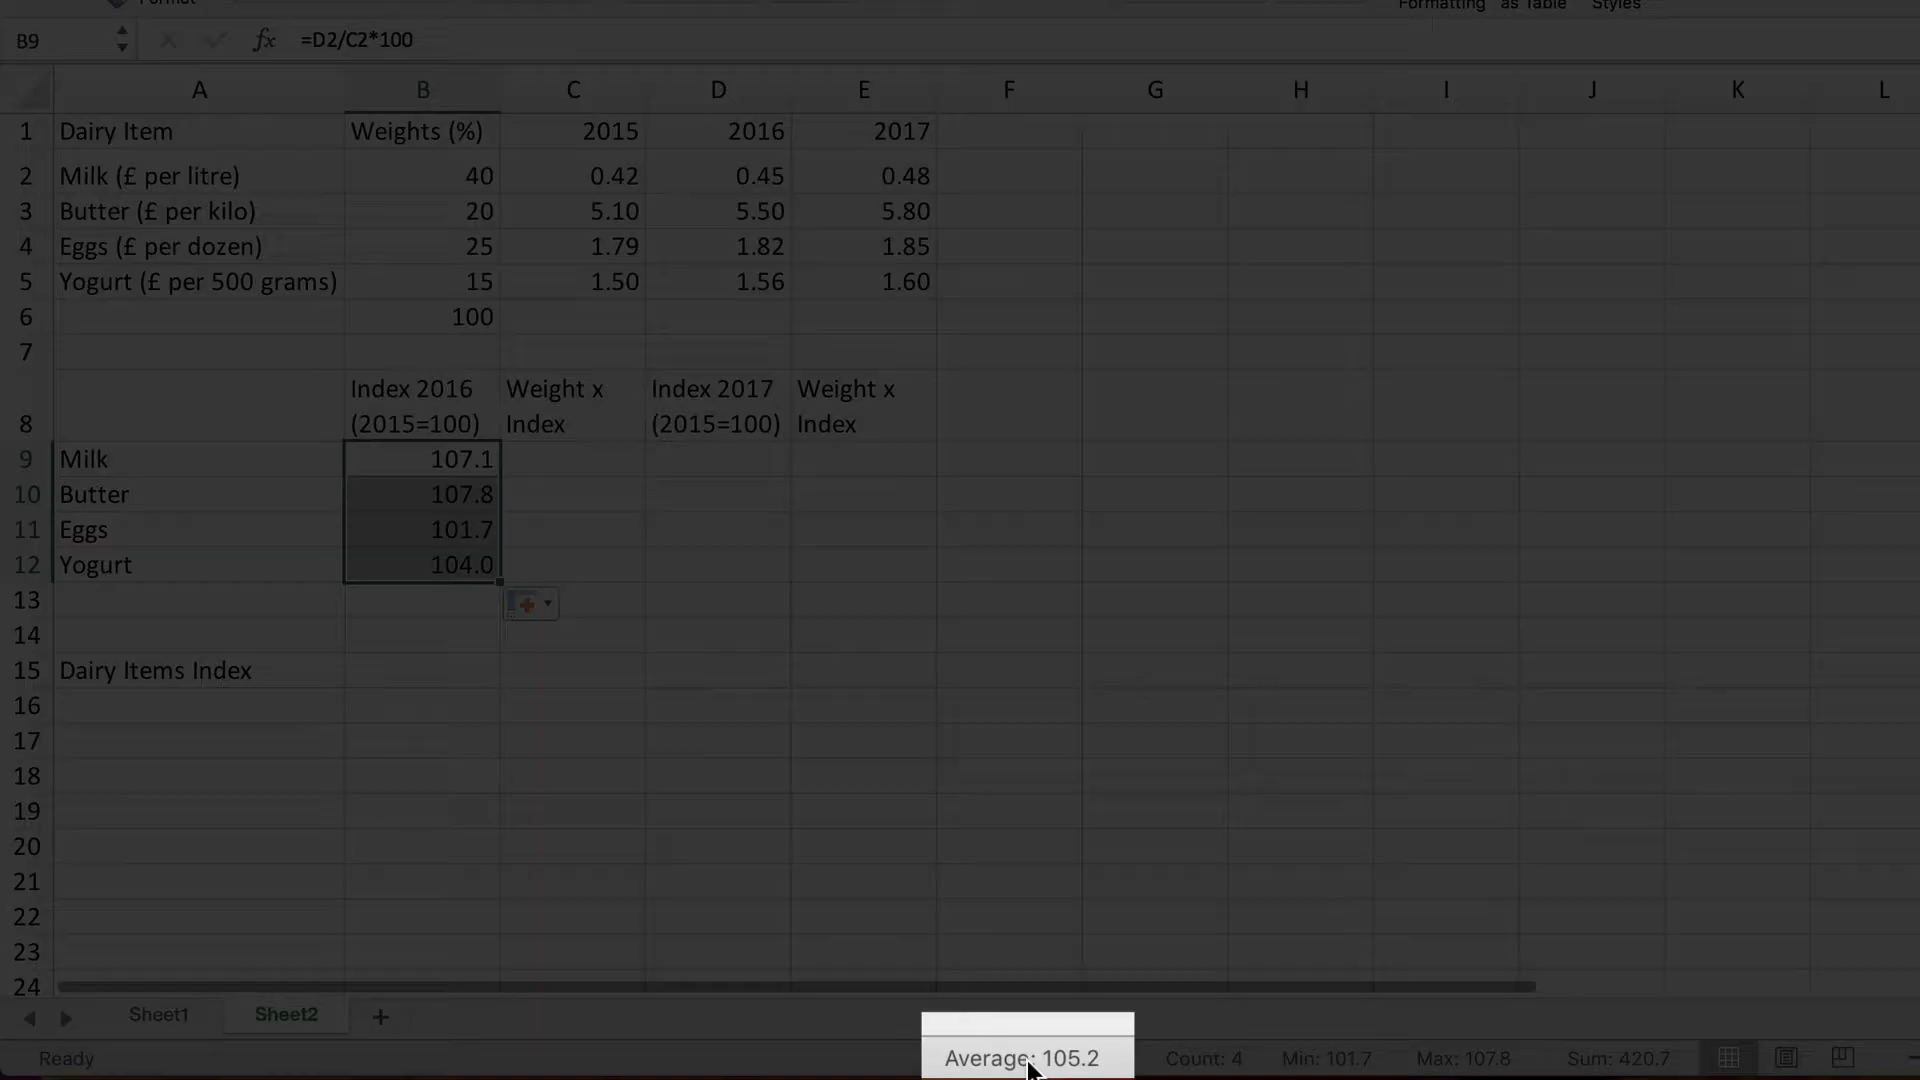 Format
Formatting as Table Styles
B9 fx =D2/C2*100
A B C D E F G H I J K L
1 Dairy Item Weights (%) 2015 2016 2017
2 Milk (£ per litre) 40 0.42 0.45 0.48
3 Butter (£ per kilo) 20 5.10 5.50 5.80
4 Eggs (£ per dozen) 25 1.79 1.82 1.85
5 Yogurt (£ per 500 grams) 15 1.50 1.56 1.60
6 100
7
Index 2016 Weight x Index 2017 Weight x
8 (2015=100) Index (2015=100) Index
9 Milk 107.1
10 Butter 107.8
11 Eggs 101.7
12 Yogurt 104.0
13
14
15 Dairy Items Index
16
17
18
19
20
21
22
23
24
Sheet1 Sheet2 +
Ready Average: 105.2 Count: 4 Min: 101.7 Max: 107.8 Sum: 420.7